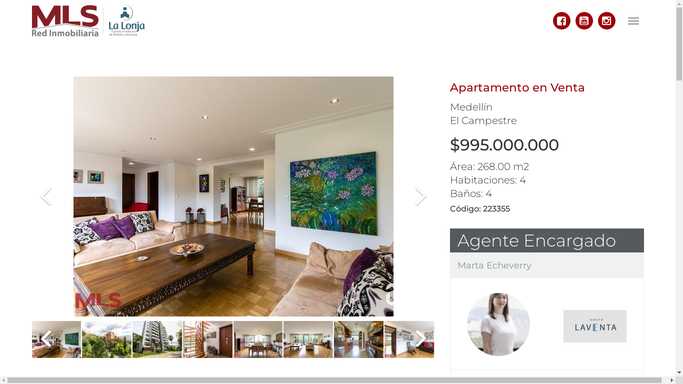 MLS
Red Inmobiliaria
La Lonja
Apartamento en Venta
Medellín
El Campestre
$995.000.000
Área: 268.00 m2
Habitaciones: 4
Baños: 4
Código: 223355
MLS
Agente Encargado
Marta Echeverry
LAVENTA